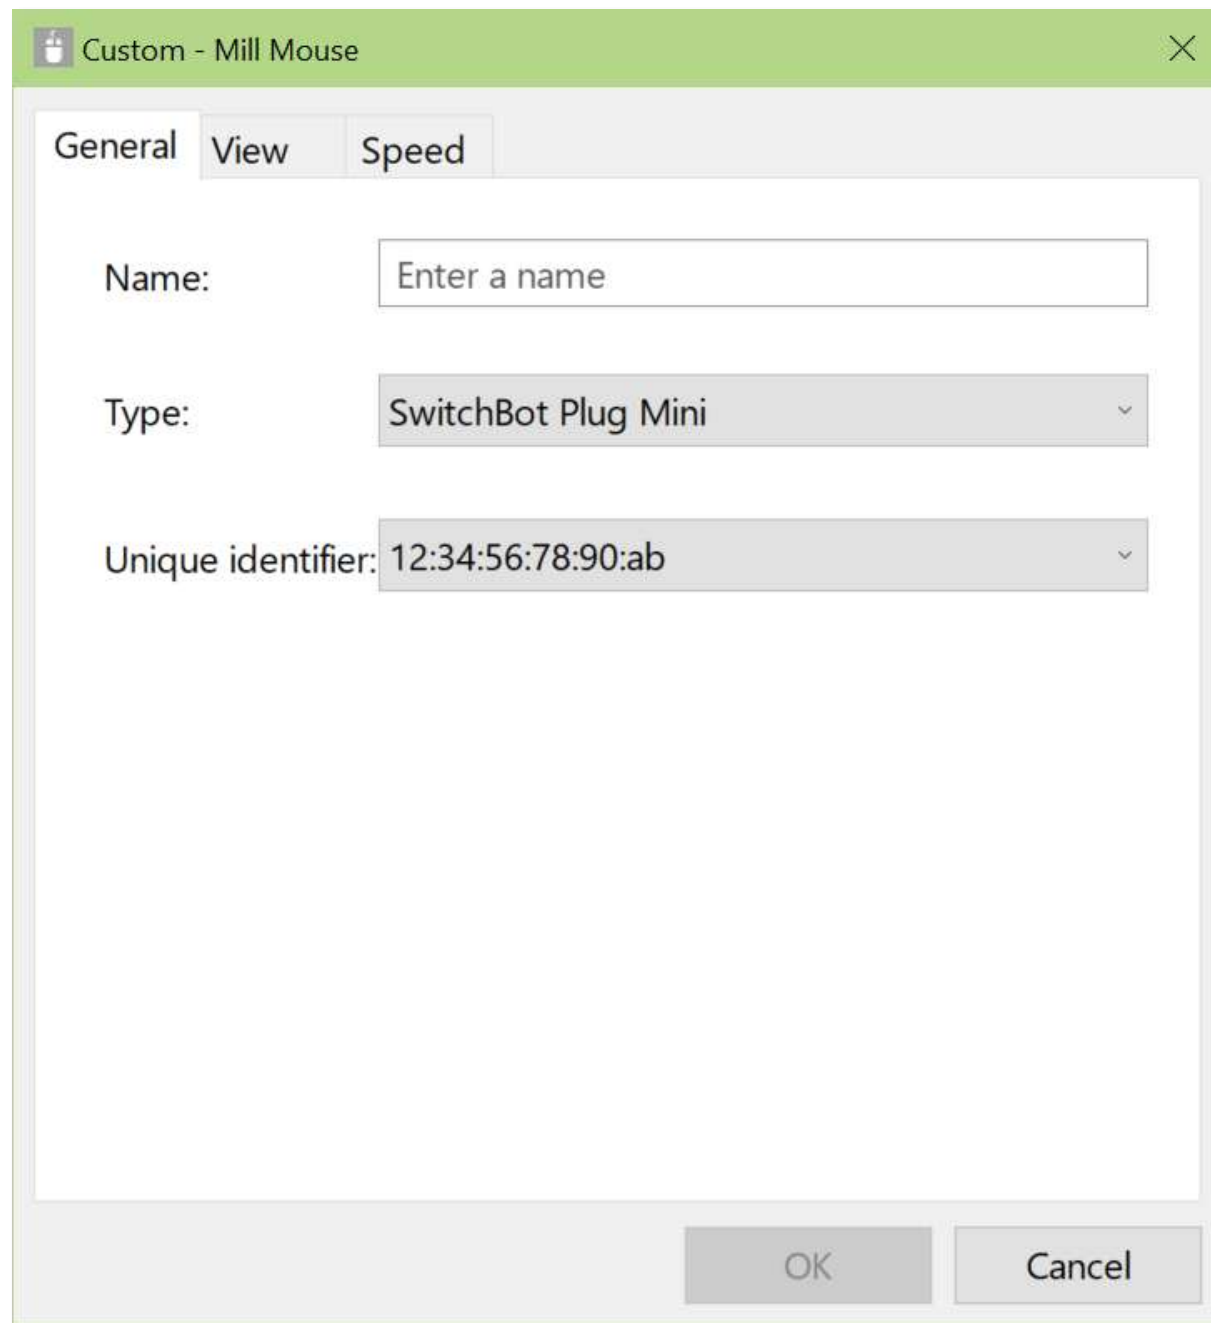 Custom - Mill Mouse
General View Speed
Name: Enter a name
Type: SwitchBot Plug Mini
Unique identifier: 12:34:56:78:90:ab
OK Cancel